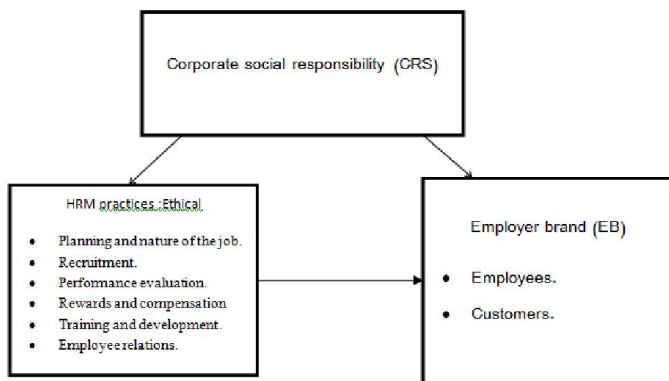 Corporate social responsibility (CRS)
HRM practices :Ethical
• Planning and nature of the job.
• Recruitment.
• Performance evaluation.
• Rewards and compensation
• Training and development.
• Employee relations.
Employer brand (EB)
• Employees.
• Customers.